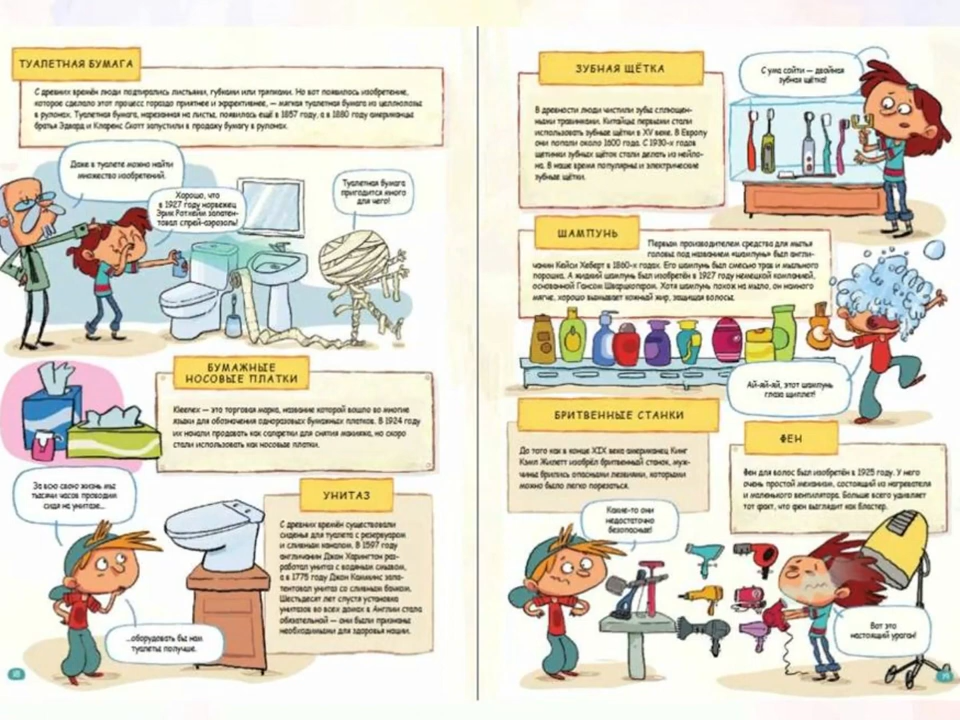 ТУАЛЕТНАЯ БУМАГА
С древних времён люди подтирались листьями, губками или тряпками. Но вот появилось изобретение,
которое сделало этот процесс гораздо приятнее и эффективнее, — мягкая туалетная бумага из целлюлозы
в рулонах. Туалетная бумага, нарезанная на листы, появилась ещё в 1857 году, а в 1880 году американцы
братья Эдвард и Кларенс Скотт запустили в продажу бумагу в рулонах.
Даже в туалете можно найти
множество изобретений.
Хорошо, что
в 1927 году норвежец
Эрик Ротхейм запатен-
товал спрей-аэрозоль!
Туалетная бумага
пригодится много
для чего!
БУМАЖНЫЕ
НОСОВЫЕ ПЛАТКИ
Kleenex — это торговая марка, название которой вошло во многие
языки для обозначения одноразовых бумажных платков. В 1924 году
их начали продавать как салфетки для снятия макияжа, но скоро
стали использовать как носовые платки.
За всю свою жизнь мы
тысячи часов проводим
сидя на унитазе...
УНИТАЗ
С древних времён существовали
сиденья для туалета с резервуаром
и сливным каналом. В 1597 году
англичанин Джон Харингтон раз-
работал унитаз с водяным смывом,
а в 1775 году Джон Камминс запа-
тентовал унитаз со сливным бачком.
Шестьдесят лет спустя установка
унитазов во всех домах в Англии стала
обязательной — они были признаны
необходимыми для здоровья нации.
...оборудовать бы нам
туалеты получше.
18
ЗУБНАЯ ЩЁТКА
В древности люди чистили зубы сплющен-
ными травинками. Китайцы первыми стали
использовать зубные щётки в XV веке. В Европу
они попали около 1600 года. С 1930-х годов
щетинки зубных щёток стали делать из нейло-
на. В наше время популярны и электрические
зубные щётки.
С ума сойти — двойная
зубная щётка!
ШАМПУНЬ
Первым производителем средства для мытья
головы под названием «шампунь» был англи-
чанин Кейси Хеберт в 1860-х годах. Его шампунь был смесью трав и мыльного
порошка. А жидкий шампунь был изобретён в 1927 году немецкой компанией,
основанной Гансом Шварцкопфом. Хотя шампунь похож на мыло, он намного
мягче, хорошо вымывает кожный жир, защищая волосы.
Ай-яй-яй, этот шампунь
глаза щиплет!
БРИТВЕННЫЕ СТАНКИ
До того как в конце XIX века американец Кинг
Кэмп Жилетт изобрёл бритвенный станок, муж-
чины брились опасными лезвиями, которыми
можно было легко порезаться.
Какие-то они
недостаточно
безопасные!
ФЕН
Фен для волос был изобретён в 1925 году. У него
очень простой механизм, состоящий из нагревателя
и маленького вентилятора. Больше всего удивляет
тот факт, что фен выглядит как бластер.
Вот это
настоящий ураган!
19